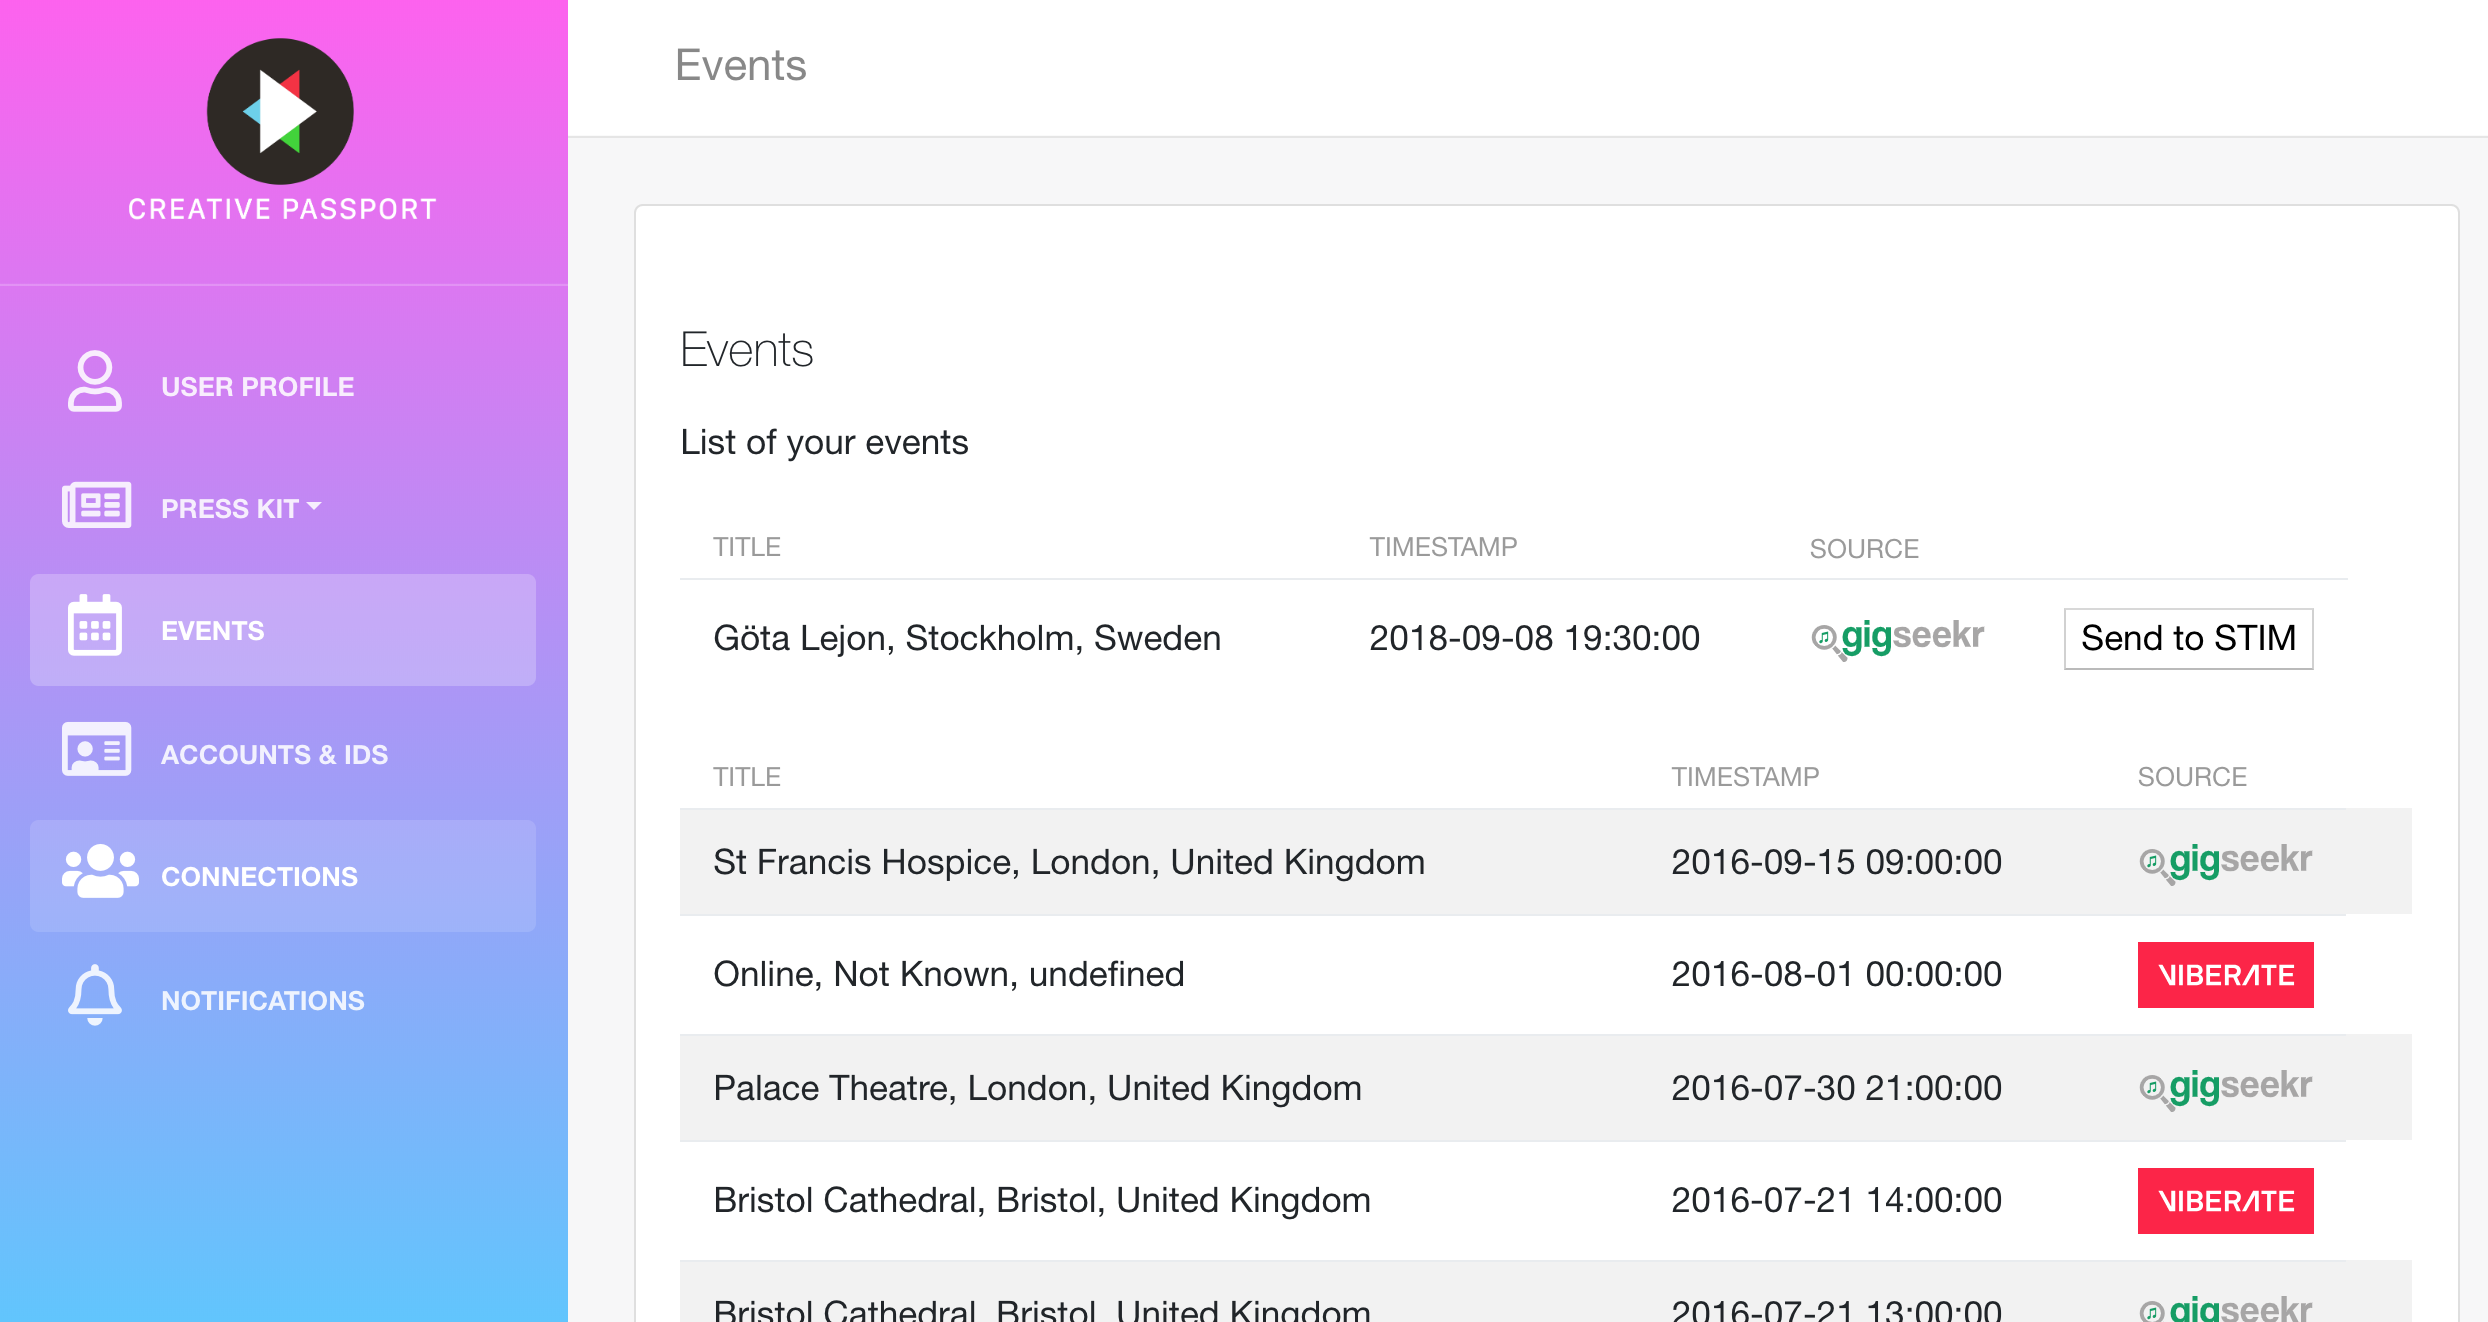 CREATIVE PASSPORT
USER PROFILE
PRESS KIT
EVENTS
ACCOUNTS & IDS
CONNECTIONS
NOTIFICATIONS
Events
Events
List of your events
TITLE TIMESTAMP SOURCE
Göta Lejon, Stockholm, Sweden 2018-09-08 19:30:00 gigseekr Send to STIM
TITLE TIMESTAMP SOURCE
St Francis Hospice, London, United Kingdom 2016-09-15 09:00:00 gigseekr
Online, Not Known, undefined 2016-08-01 00:00:00 VIBERATE
Palace Theatre, London, United Kingdom 2016-07-30 21:00:00 gigseekr
Bristol Cathedral, Bristol, United Kingdom 2016-07-21 14:00:00 VIBERATE
Bristol Cathedral, Bristol, United Kingdom 2016-07-21 13:00:00 gigseekr